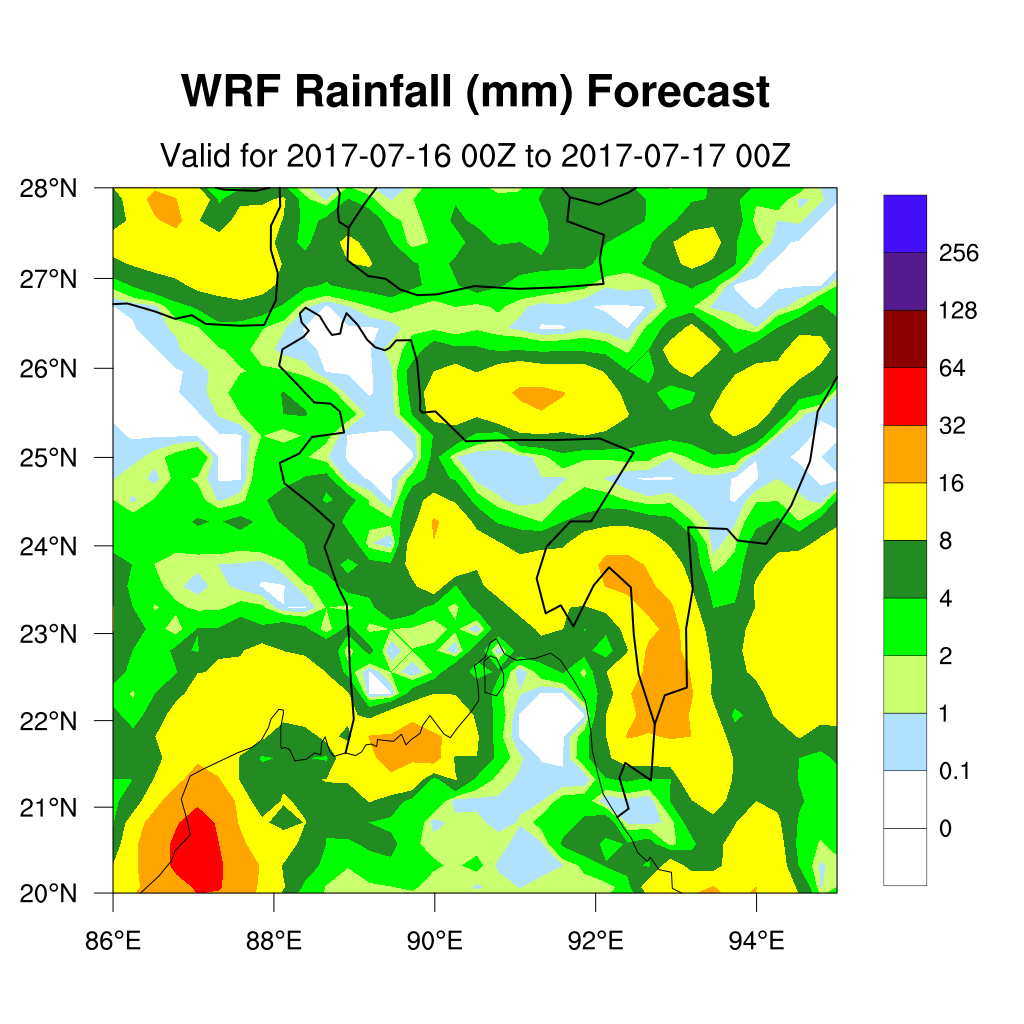 WRF Rainfall (mm) Forecast
Valid for 2017-07-16 00Z to 2017-07-17 00Z
28°N
27°N
26°N
25°N
24°N
23°N
22°N
21°N
20°N
86°E
88°E
90°E
92°E
94°E
256
128
64
32
16
8
4
2
1
0.1
0